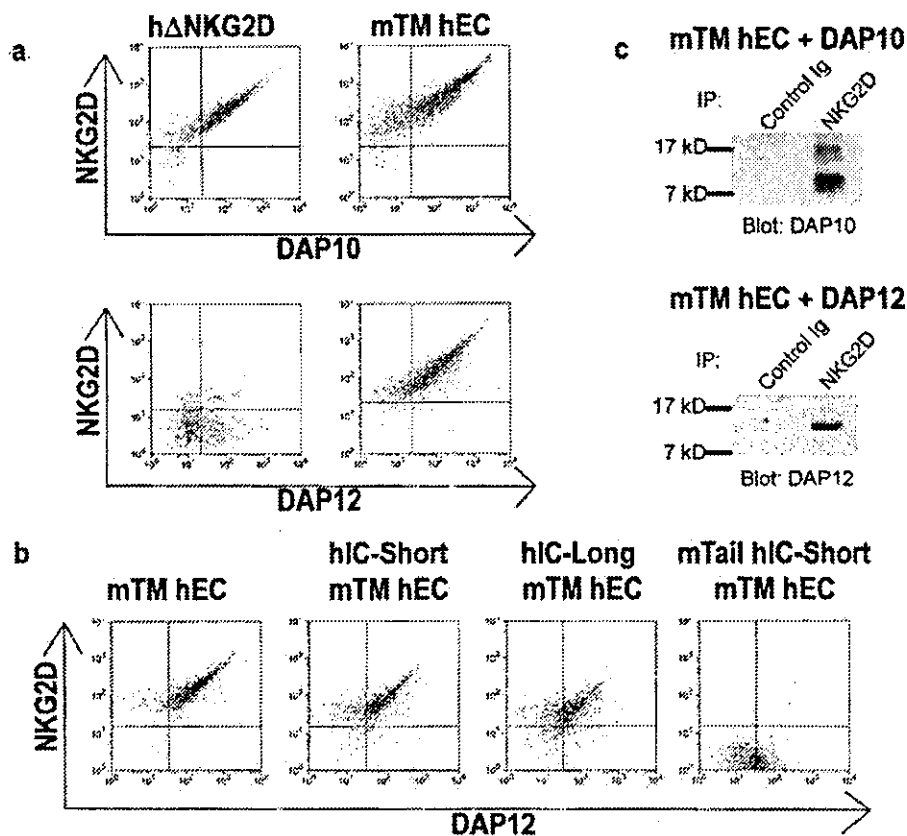 a
hΔNKG2D
mTM hEC
NKG2D
DAP10
NKG2D
DAP12
c
mTM hEC + DAP10
IP:
Control Ig
NKG2D
17 kD
7 kD
Blot: DAP10
mTM hEC + DAP12
IP:
Control Ig
NKG2D
17 kD
7 kD
Blot: DAP12
b
mTM hEC
hIC-Short
mTM hEC
hIC-Long
mTM hEC
mTail hIC-Short
mTM hEC
NKG2D
DAP12